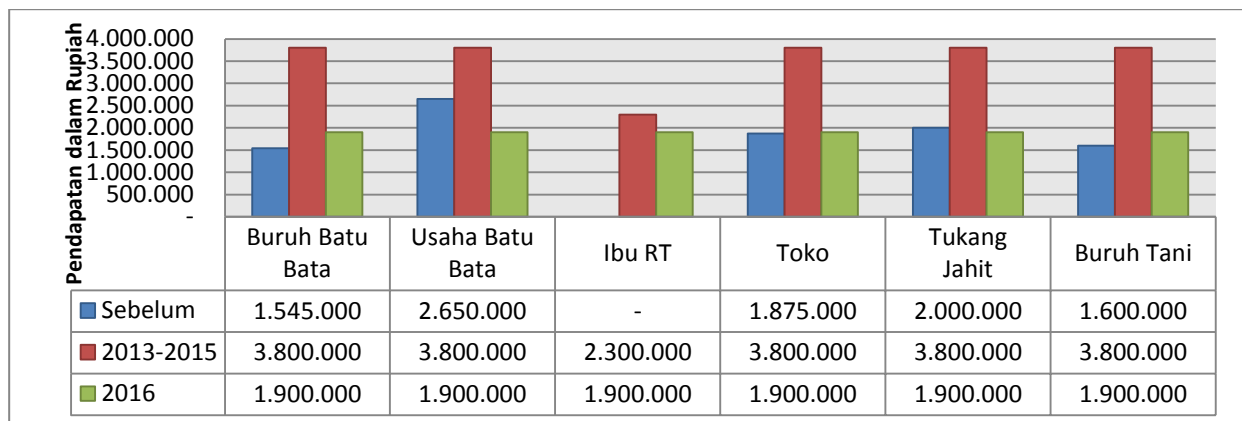 Pendapatan dalam Rupiah
4.000.000
3.500.000
3.000.000
2.500.000
2.000.000
1.500.000
1.000.000
500.000
-
Buruh Batu Bata
Usaha Batu Bata
Ibu RT
Toko
Tukang Jahit
Buruh Tani
Sebelum 1.545.000 2.650.000 - 1.875.000 2.000.000 1.600.000
2013-2015 3.800.000 3.800.000 2.300.000 3.800.000 3.800.000 3.800.000
2016 1.900.000 1.900.000 1.900.000 1.900.000 1.900.000 1.900.000